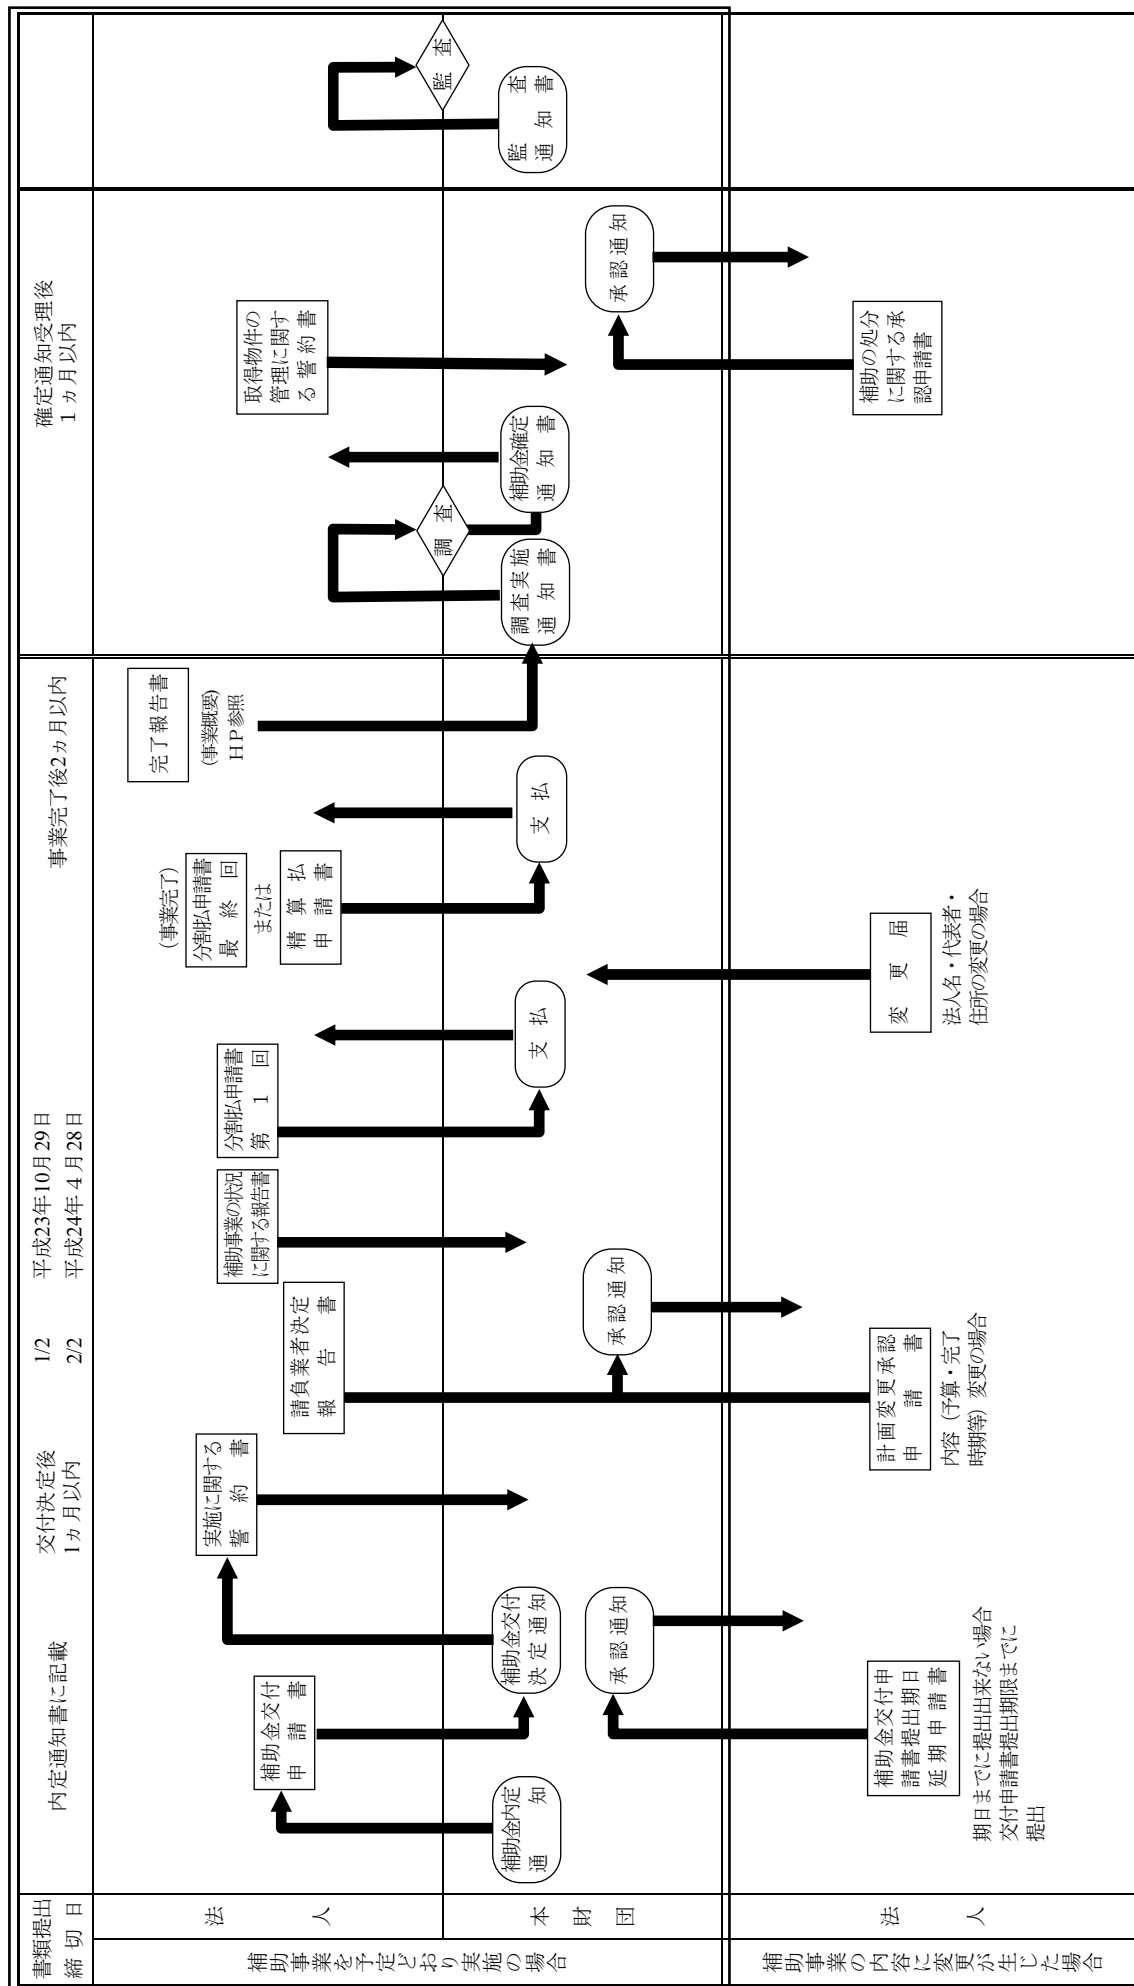 書類提出
締切日
内定通知書に記載
交付決定後
1ヵ月以内
1/2 平成23年10月29日
2/2 平成24年4月28日
事業完了後2ヵ月以内
確定通知受理後
1ヵ月以内
補助事業を予定どおり実施の場合
法人
補助金交付
申請書
実施に関する
誓約書
請負業者決定
報告書
補助事業の状況
に関する報告書
分割払申請書
第1回
(事業完了)
分割払申請書
最終回
または
精算払
申請書
完了報告書
(事業概要)
HP参照
取得物件の
管理に関す
る誓約書
調査
監査
本財団
補助金内定
通知
補助金交付
決定通知
支払
支払
調査実施
通知書
補助金確定
通知書
監査
通知書
承認通知
承認通知
承認通知
補助事業の内容に変更が生じた場合
法人
補助金交付申
請書提出期日
延期申請書
期日までに提出出来ない場合
交付申請書提出期限までに
提出
計画変更承認
申請書
内容(予算・完了
時期等)変更の場合
変更届
法人名・代表者・
住所の変更の場合
補助の処分
に関する承
認申請書